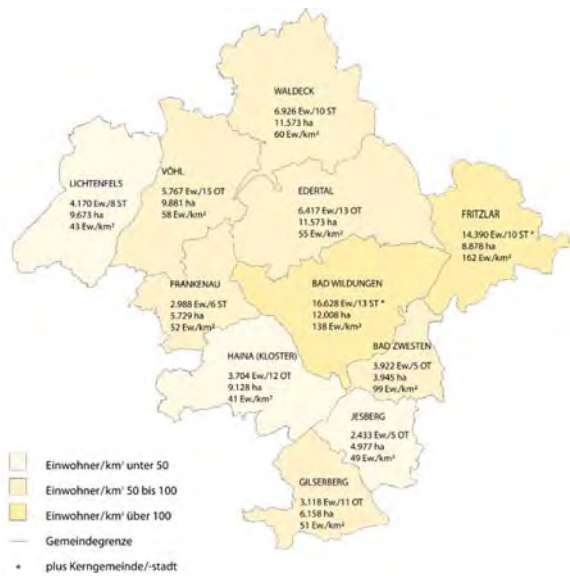 WALDECK
6.926 Ew./10 ST
11.573 ha
60 Ew./km²
LICHTENFELS
4.170 Ew./8 ST
9.673 ha
43 Ew./km²
VÖHL
5.767 Ew./15 OT
9.881 ha
58 Ew./km²
EDERTAL
6.417 Ew./13 OT
11.573 ha
55 Ew./km²
FRITZLAR
14.390 Ew./10 ST *
8.878 ha
162 Ew./km²
FRANKENAU
2.988 Ew./6 ST
5.729 ha
52 Ew./km²
BAD WILDUNGEN
16.628 Ew./13 ST *
12.008 ha
138 Ew./km²
HAINA (KLOSTER)
3.704 Ew./12 OT
9.128 ha
41 Ew./km²
BAD ZWESTEN
3.922 Ew./5 OT
3.945 ha
99 Ew./km²
JESBERG
2.433 Ew./5 OT
4.977 ha
49 Ew./km²
GILSERBERG
3.118 Ew./11 OT
6.158 ha
51 Ew./km²
Einwohner/km² unter 50
Einwohner/km² 50 bis 100
Einwohner/km² über 100
Gemeindegrenze
* plus Kerngemeinde/-stadt